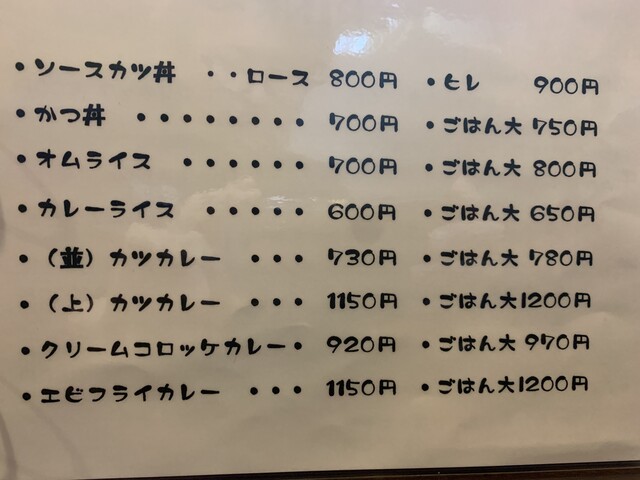 ・ソースカツ丼 ・・ロース 800円 ・ヒレ 900円
・かつ丼 ・・・・・・・・ 700円 ・ごはん大 750円
・オムライス ・・・・・・ 700円 ・ごはん大 800円
・カレーライス ・・・・・ 600円 ・ごはん大 650円
・（並）カツカレー ・・・ 730円 ・ごはん大 780円
・（上）カツカレー ・・・ 1150円 ・ごはん大1200円
・クリームコロッケカレー・ 920円 ・ごはん大 970円
・エビフライカレー ・・・ 1150円 ・ごはん大1200円